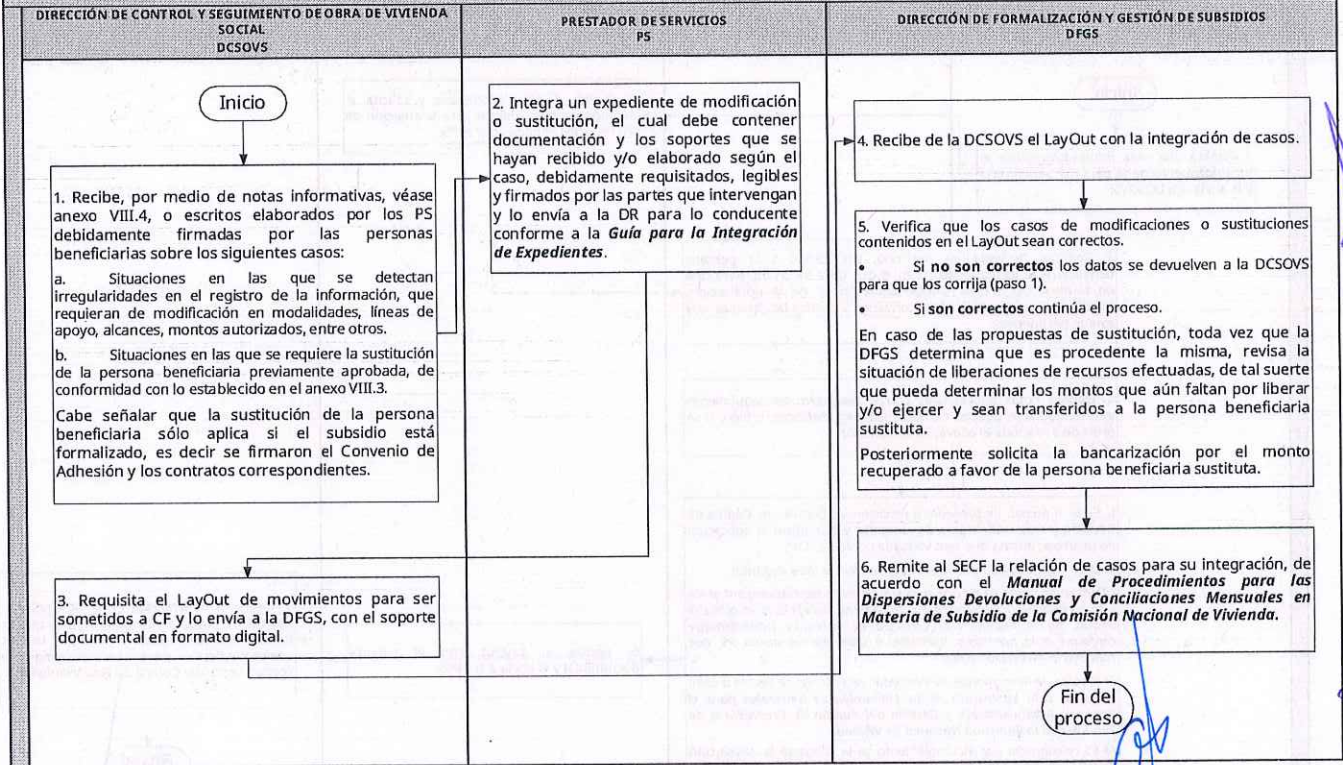 DIRECCIÓN DE CONTROL Y SEGUIMIENTO DE OBRA DE VIVIENDA
SOCIAL
DCSOVS
PRESTADOR DE SERVICIOS
PS
DIRECCIÓN DE FORMALIZACIÓN Y GESTIÓN DE SUBSIDIOS
DFGS
Inicio
1. Recibe, por medio de notas informativas, véase
anexo VIII.4, o escritos elaborados por los PS
debidamente firmadas por las personas
beneficiarias sobre los siguientes casos:
a. Situaciones en las que se detectan
irregularidades en el registro de la información, que
requieran de modificación en modalidades, líneas de
apoyo, alcances, montos autorizados, entre otros.
b. Situaciones en las que se requiere la sustitución
de la persona beneficiaria previamente aprobada, de
conformidad con lo establecido en el anexo VIII.3.
Cabe señalar que la sustitución de la persona
beneficiaria sólo aplica si el subsidio está
formalizado, es decir se firmaron el Convenio de
Adhesión y los contratos correspondientes.
2. Integra un expediente de modificación
o sustitución, el cual debe contener
documentación y los soportes que se
hayan recibido y/o elaborado según el
caso, debidamente requisitados, legibles
y firmados por las partes que intervengan
y lo envía a la DR para lo conducente
conforme a la Guía para la Integración
de Expedientes.
3. Requisita el LayOut de movimientos para ser
sometidos a CF y lo envía a la DFGS, con el soporte
documental en formato digital.
4. Recibe de la DCSOVS el LayOut con la integración de casos.
5. Verifica que los casos de modificaciones o sustituciones
contenidos en el LayOut sean correctos.
• Si no son correctos los datos se devuelven a la DCSOVS
para que los corrija (paso 1).
• Si son correctos continúa el proceso.
En caso de las propuestas de sustitución, toda vez que la
DFGS determina que es procedente la misma, revisa la
situación de liberaciones de recursos efectuadas, de tal suerte
que pueda determinar los montos que aún faltan por liberar
y/o ejercer y sean transferidos a la persona beneficiaria
sustituta.
Posteriormente solicita la bancarización por el monto
recuperado a favor de la persona beneficiaria sustituta.
6. Remite al SECF la relación de casos para su integración, de
acuerdo con el Manual de Procedimientos para las
Dispersiones Devoluciones y Conciliaciones Mensuales en
Materia de Subsidio de la Comisión Nacional de Vivienda.
Fin del
proceso